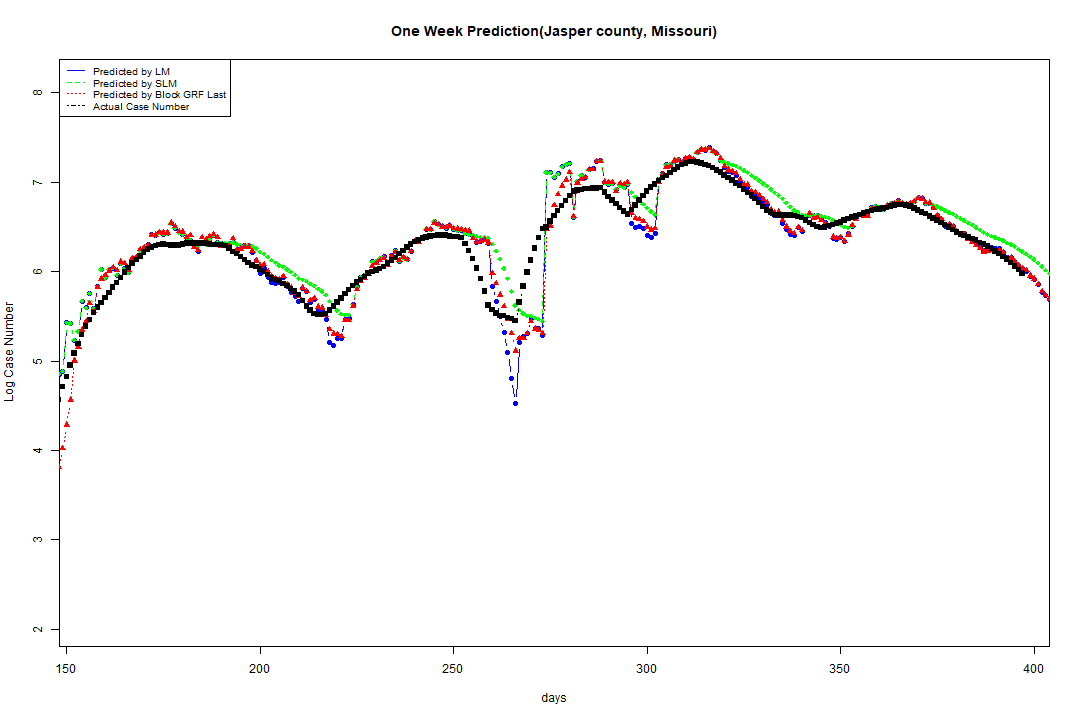 One Week Prediction(Jasper county, Missouri)
Predicted by LM
Predicted by SLM
Predicted by Block GRF Last
Actual Case Number
8
7
6
5
4
3
2
Log Case Number
150 200 250 300 350 400
days